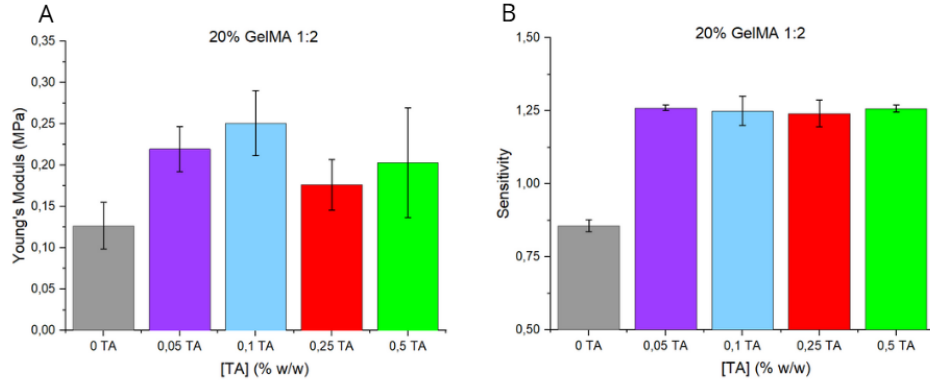 A
20% GelMA 1:2
0,35
0,30
0,25
0,20
0,15
0,10
0,05
0,00
Young's Moduls (MPa)
0 TA
0,05 TA
0,1 TA
0,25 TA
0,5 TA
[TA] (% w/w)
B
20% GelMA 1:2
1,50
1,25
1,00
0,75
0,50
Sensitivity
0 TA
0,05 TA
0,1 TA
0,25 TA
0,5 TA
[TA] (% w/w)